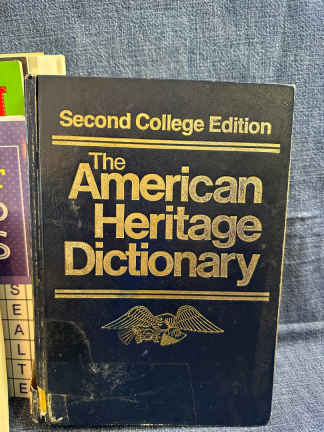 Second College Edition
The
American
Heritage
Dictionary
S
E
A
L
T
E